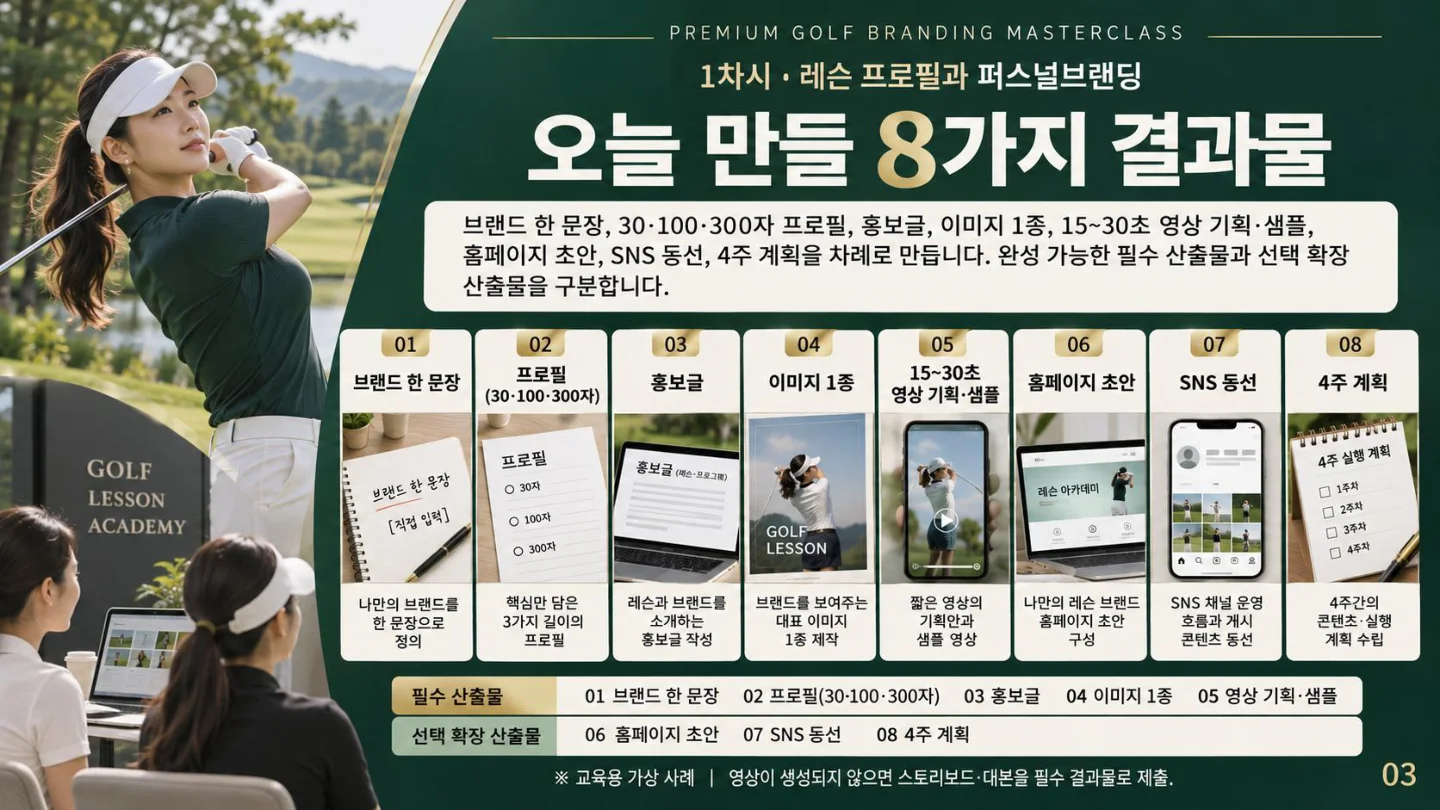 PREMIUM GOLF BRANDING MASTERCLASS
1차시 · 레슨 프로필과 퍼스널브랜딩
오늘 만들 8가지 결과물
브랜드 한 문장, 30·100·300자 프로필, 홍보글, 이미지 1종, 15~30초 영상 기획·샘플,
홈페이지 초안, SNS 동선, 4주 계획을 차례로 만듭니다. 완성 가능한 필수 산출물과 선택 확장
산출물을 구분합니다.
01
브랜드 한 문장
브랜드 한 문장
[직접 입력]
나만의 브랜드를
한 문장으로
정의
02
프로필
(30·100·300자)
프로필
30자
100자
300자
핵심만 담은
3가지 길이의
프로필
03
홍보글
홍보글
레슨과 브랜드를
소개하는
홍보글 작성
04
이미지 1종
GOLF
LESSON
브랜드를 보여주는
대표 이미지
1종 제작
05
15~30초
영상 기획·샘플
짧은 영상의
기획안과
샘플 영상
06
홈페이지 초안
레슨 아카데미
나만의 레슨 브랜드
홈페이지 초안
구성
07
SNS 동선
SNS 채널 운영
흐름과 게시
콘텐츠 동선
08
4주 계획
4주 실행 계획
1주차
2주차
3주차
4주차
4주간의
콘텐츠·실행
계획 수립
GOLF
LESSON
ACADEMY
필수 산출물 01 브랜드 한 문장 02 프로필(30·100·300자) 03 홍보글 04 이미지 1종 05 영상 기획·샘플
선택 확장 산출물 06 홈페이지 초안 07 SNS 동선 08 4주 계획
※ 교육용 가상 사례 | 영상이 생성되지 않으면 스토리보드·대본을 필수 결과물로 제출.
03